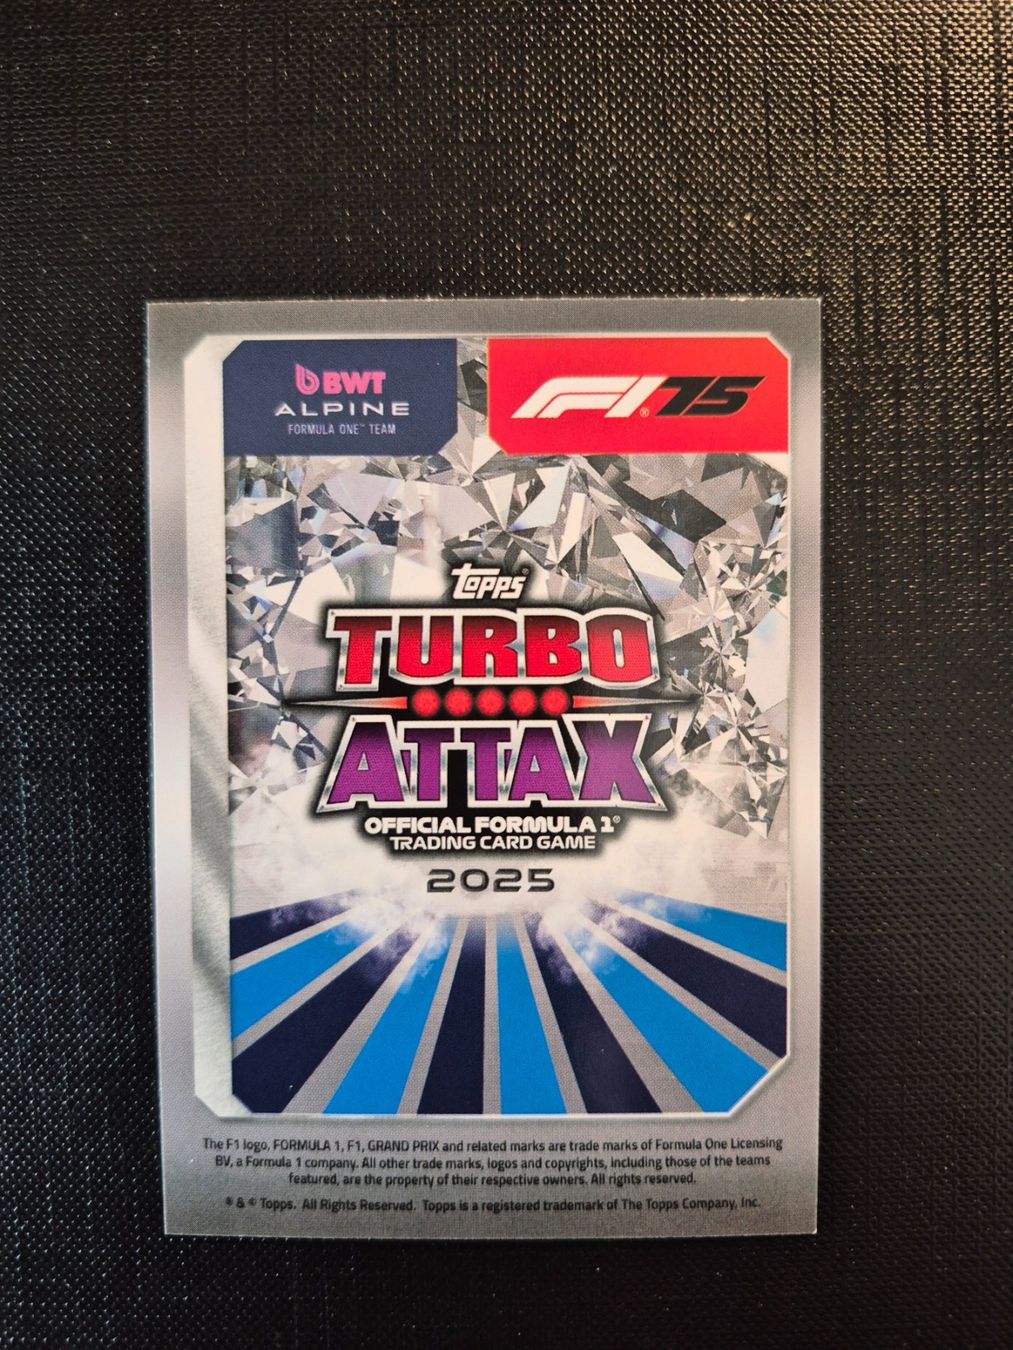 BWT
ALPINE
FORMULA ONE™ TEAM
F1® 75
Topps®
TURBO
ATTAX
OFFICIAL FORMULA 1®
TRADING CARD GAME
2025
The F1 logo, FORMULA 1, F1, GRAND PRIX and related marks are trade marks of Formula One Licensing
BV, a Formula 1 company. All other trade marks, logos and copyrights, including those of the teams
featured, are the property of their respective owners. All rights reserved.
® & © Topps. All Rights Reserved. Topps is a registered trademark of The Topps Company, Inc.